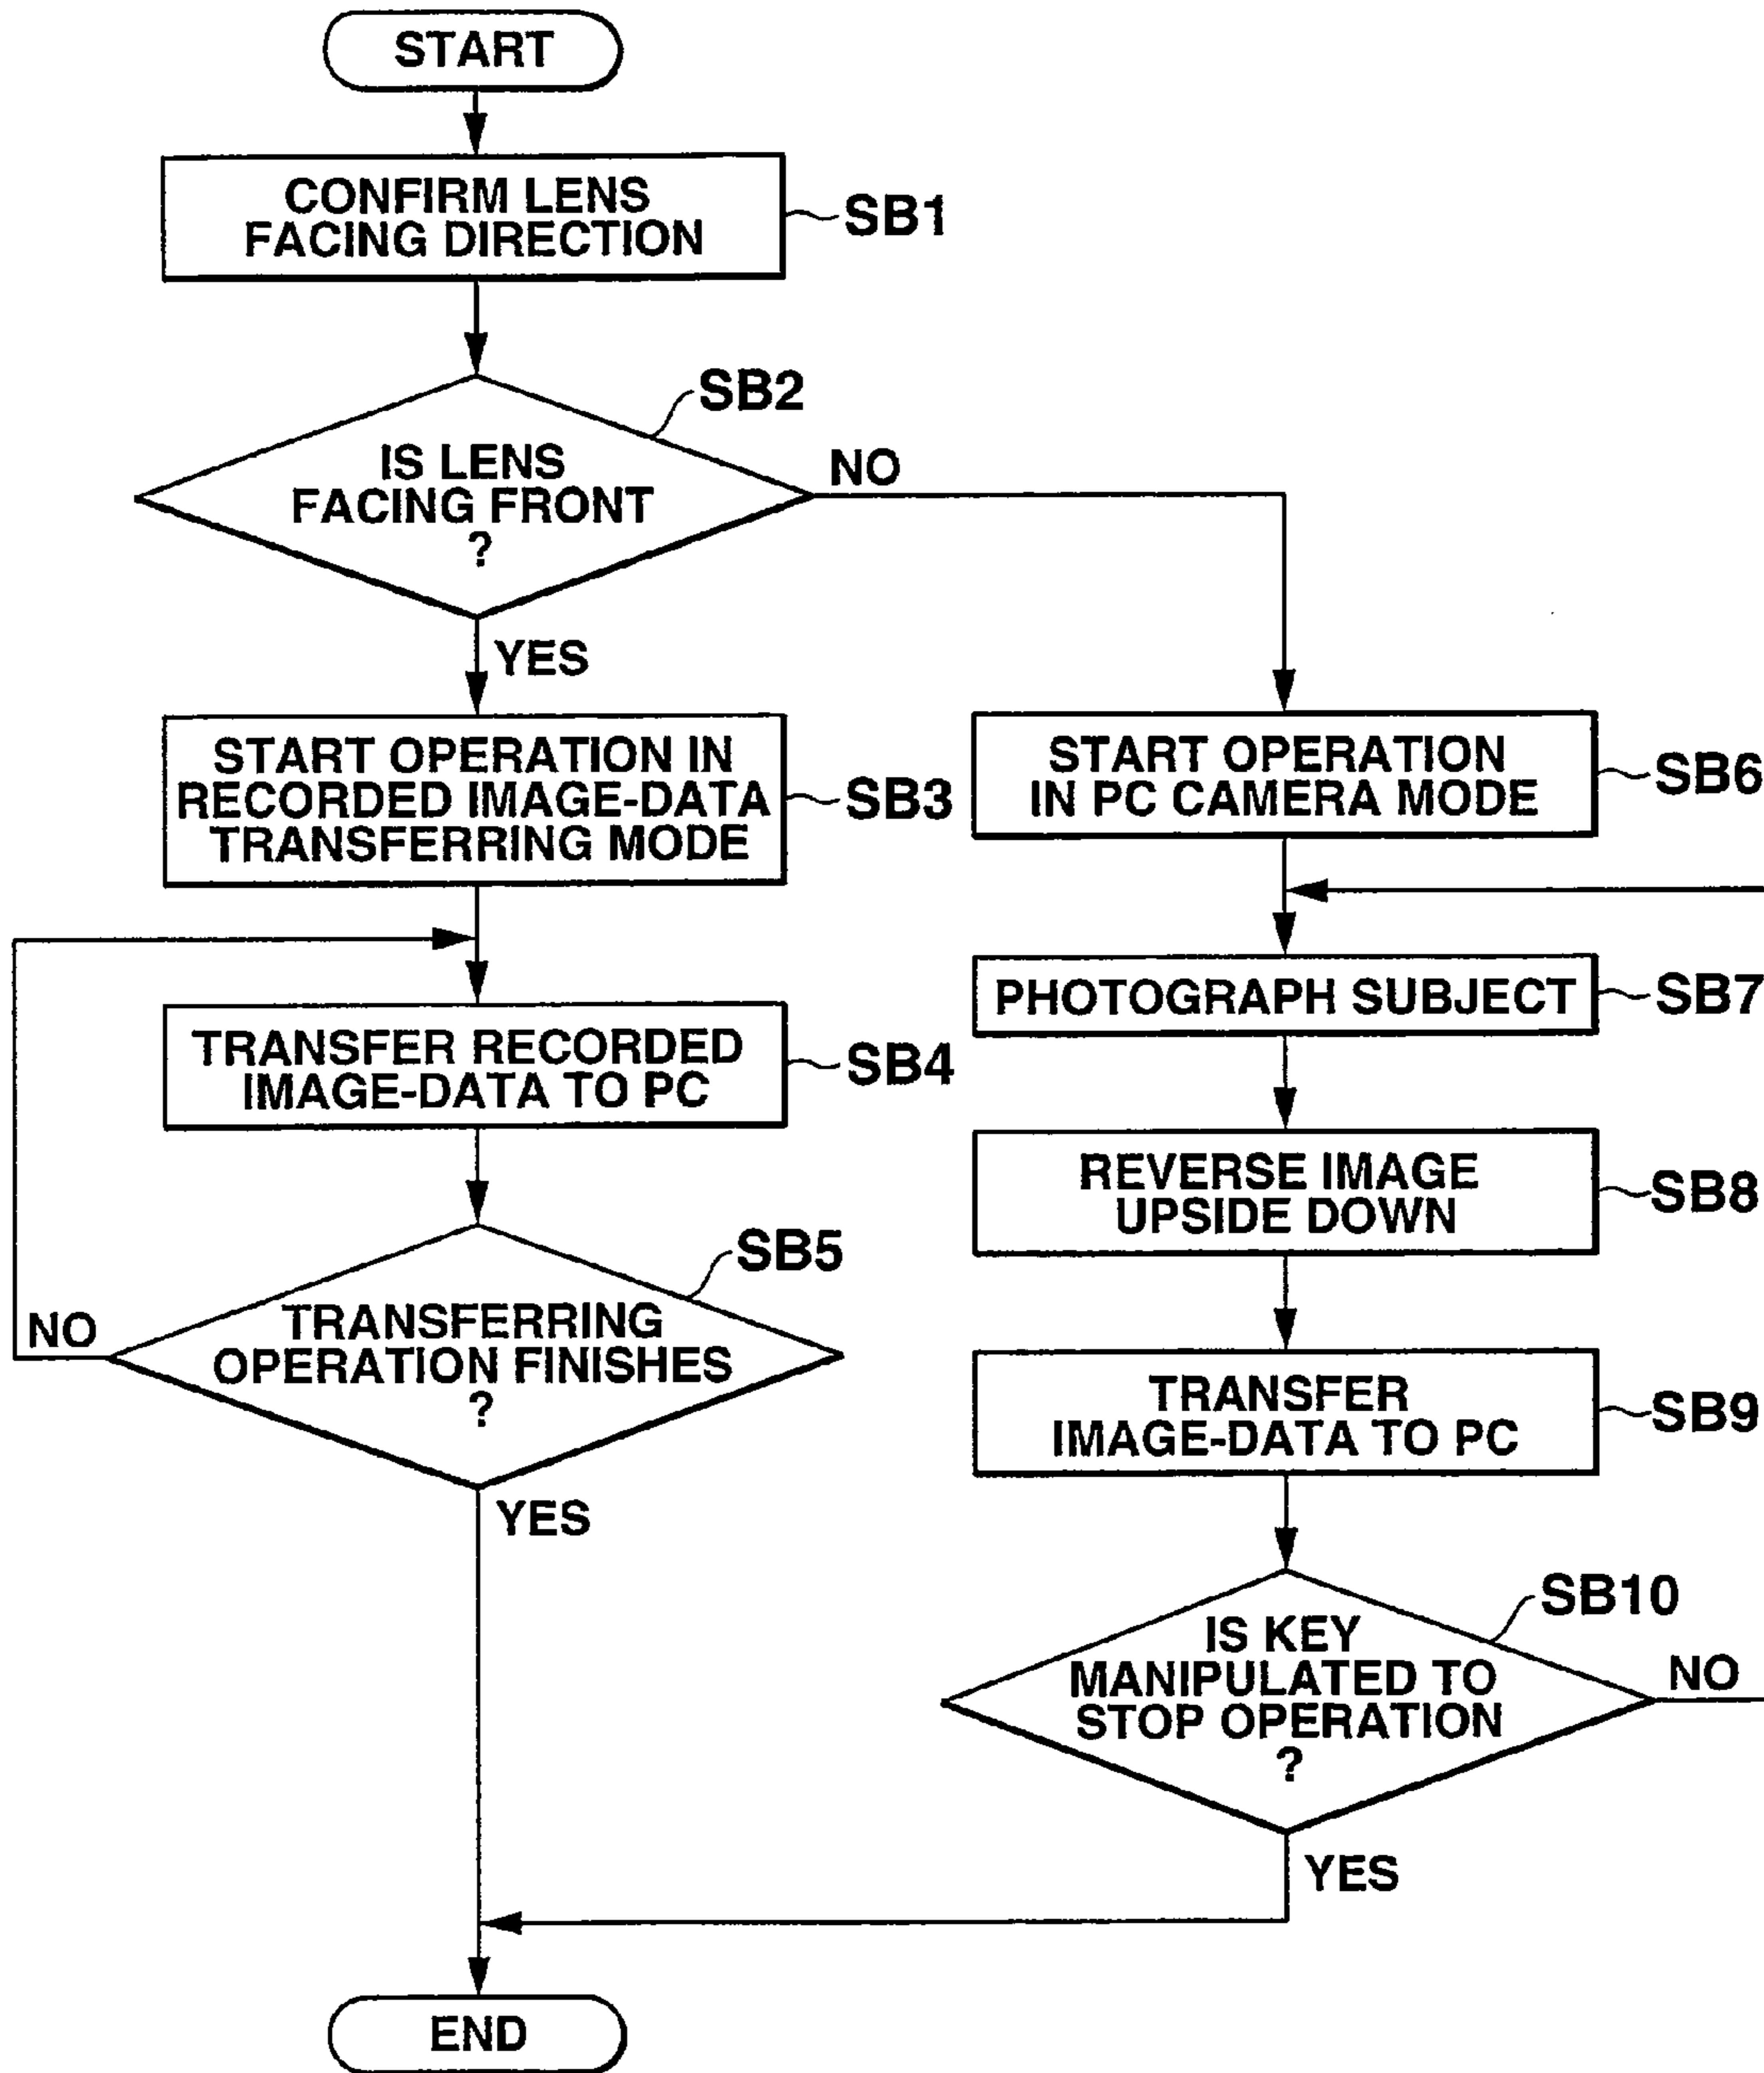 START
CONFIRM LENS
FACING DIRECTION
SB1
SB2
IS LENS
FACING FRONT
?
NO
YES
START OPERATION IN
RECORDED IMAGE-DATA
TRANSFERRING MODE
SB3
TRANSFER RECORDED
IMAGE-DATA TO PC
SB4
SB5
TRANSFERRING
OPERATION FINISHES
?
NO
YES
START OPERATION
IN PC CAMERA MODE
SB6
PHOTOGRAPH SUBJECT
SB7
REVERSE IMAGE
UPSIDE DOWN
SB8
TRANSFER
IMAGE-DATA TO PC
SB9
SB10
IS KEY
MANIPULATED TO
STOP OPERATION
?
NO
YES
END